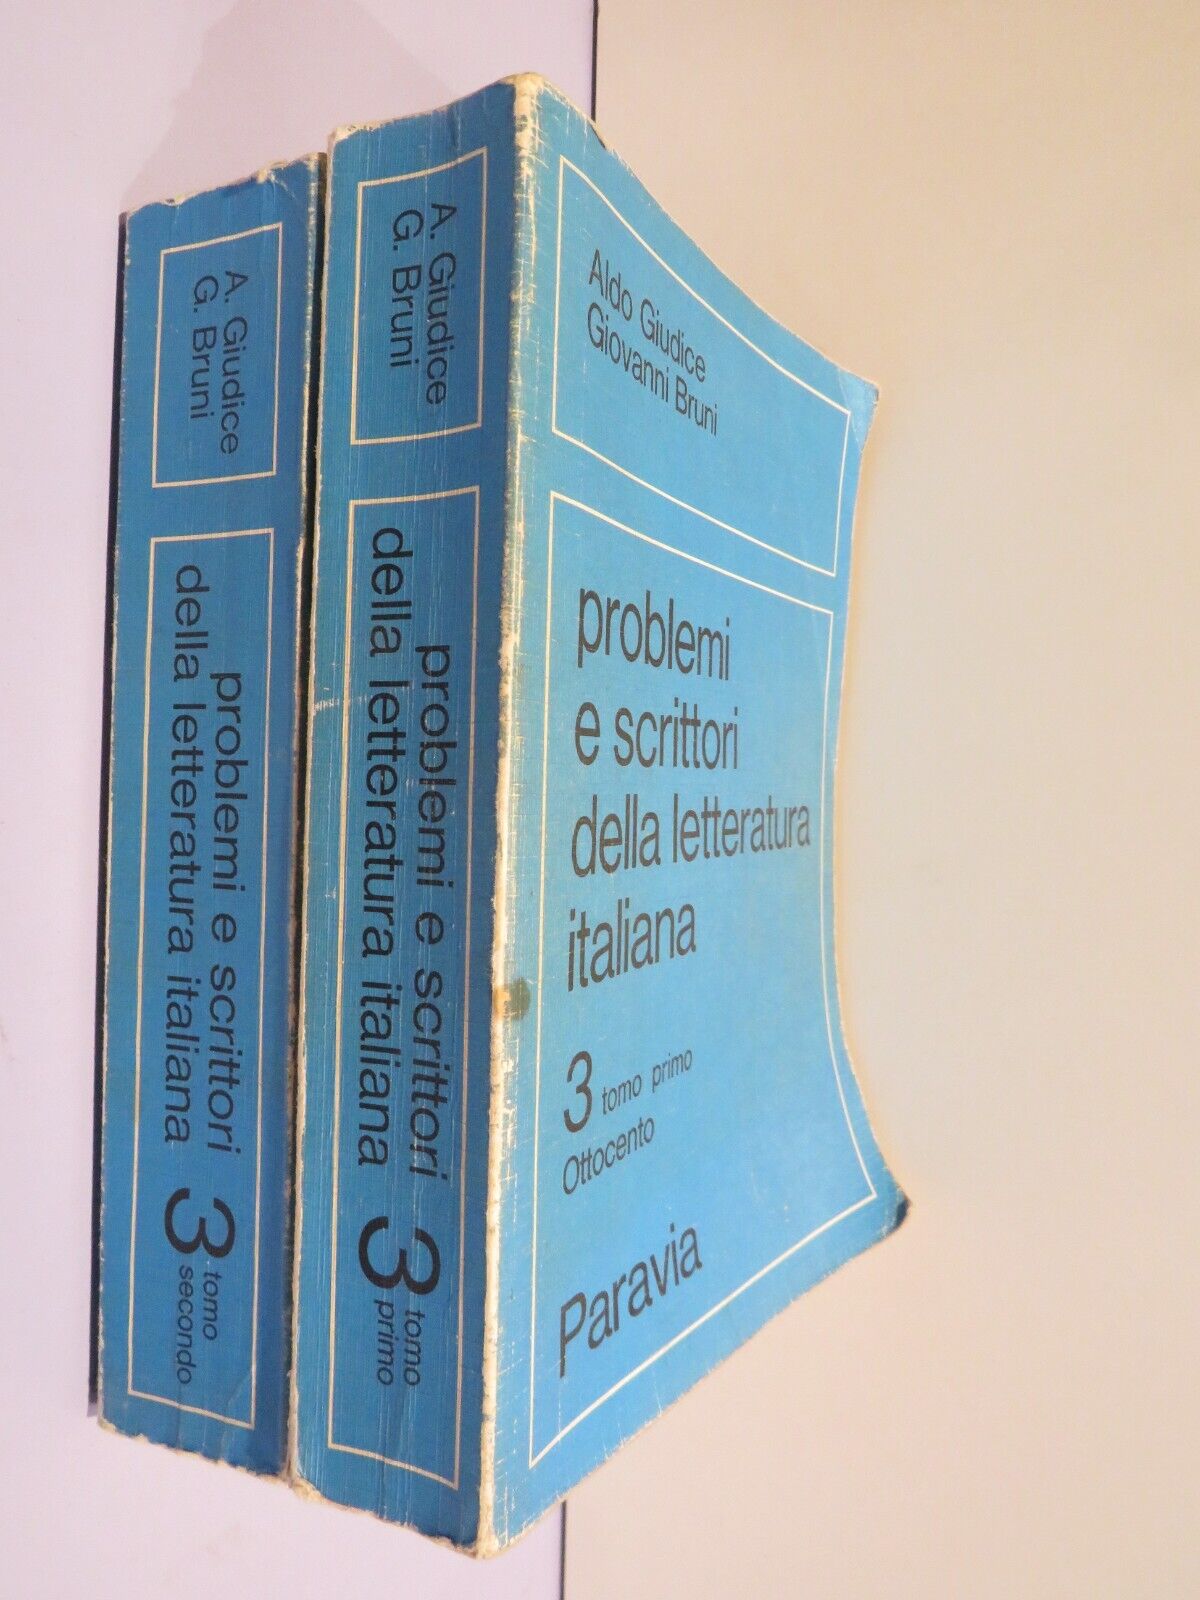 A. Giudice
G. Bruni
problemi e scrittori
della letteratura italiana
3
tomo
secondo
A. Giudice
G. Bruni
problemi e scrittori
della letteratura italiana
3
tomo
primo
Aldo Giudice
Giovanni Bruni
problemi
e scrittori
della letteratura
italiana
3 tomo primo
Ottocento
Paravia